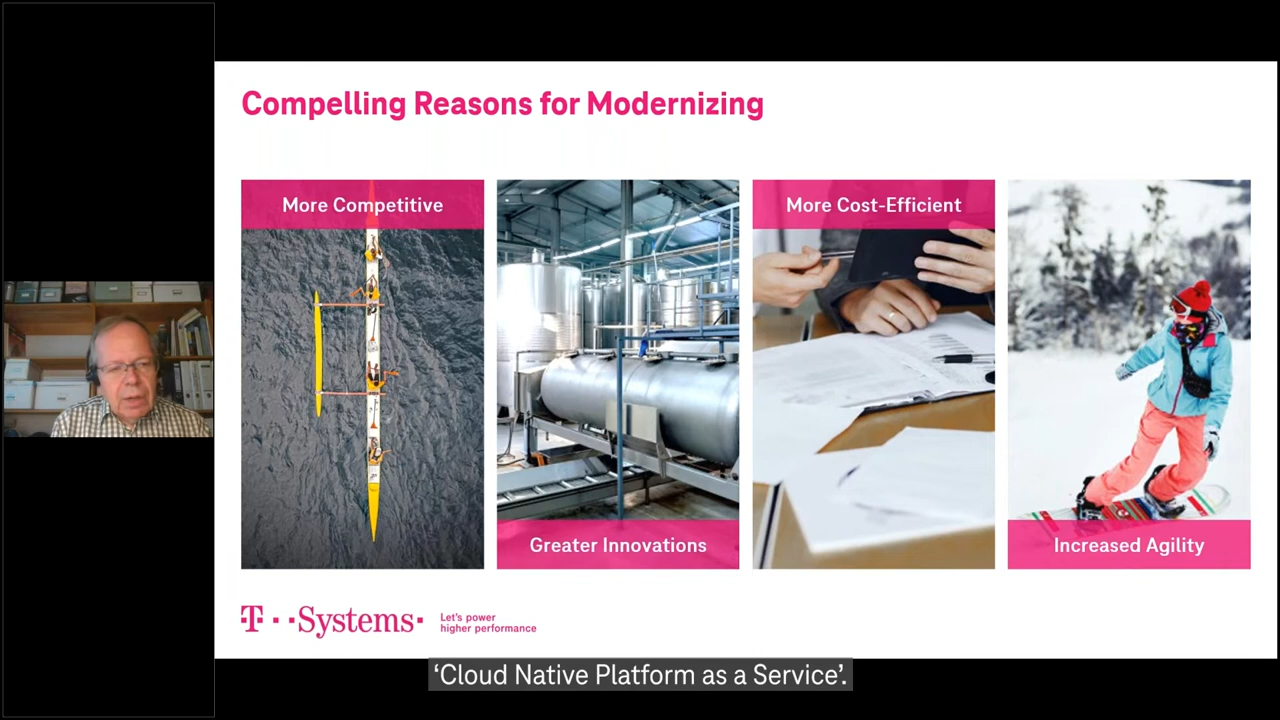 Compelling Reasons for Modernizing
More Competitive
Greater Innovations
More Cost-Efficient
Increased Agility
T··Systems·
Let's power
higher performance
‘Cloud Native Platform as a Service’.